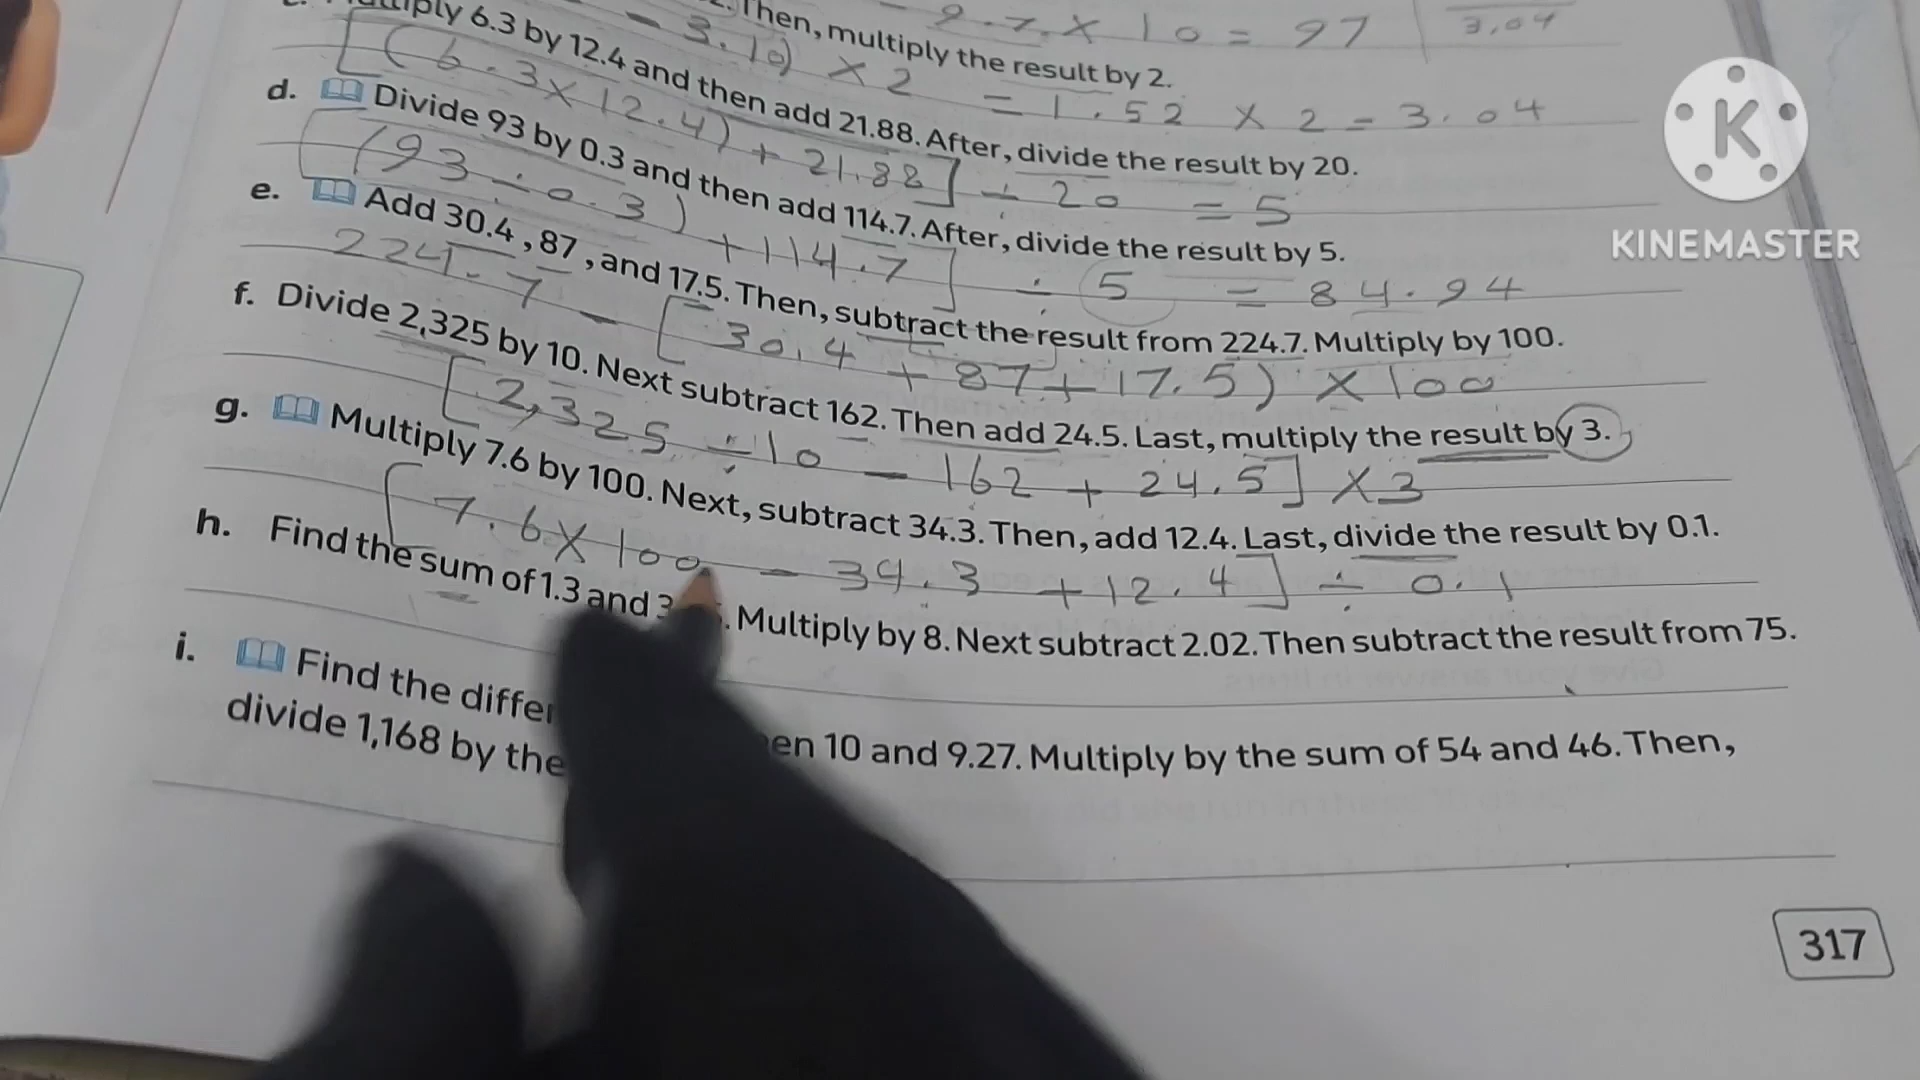 - 9.7 × 10 = 97
3.04
Then, multiply the result by 2.
- 3.10) × 2 = 1.52 × 2 = 3.04
Multiply 6.3 by 12.4 and then add 21.88. After, divide the result by 20.
[(6.3 × 12.4) + 21.88] ÷ 20 = 5
d. Divide 93 by 0.3 and then add 114.7. After, divide the result by 5.
[(93 ÷ 0.3) + 114.7] ÷ 5 = 84.94
e. Add 30.4, 87, and 17.5. Then, subtract the result from 224.7. Multiply by 100.
224.7 - [30.4 + 87 + 17.5) × 100
f. Divide 2,325 by 10. Next subtract 162. Then add 24.5. Last, multiply the result by 3.
[2,325 ÷ 10 - 162 + 24.5] × 3
g. Multiply 7.6 by 100. Next, subtract 34.3. Then, add 12.4. Last, divide the result by 0.1.
[7.6 × 100 - 34.3 + 12.4] ÷ 0.1
h. Find the sum of 1.3 and Multiply by 8. Next subtract 2.02. Then subtract the result from 75.
i. Find the 10 and 9.27. Multiply by the sum of 54 and 46. Then,
divide 1,168 by the
317
K
KINEMASTER